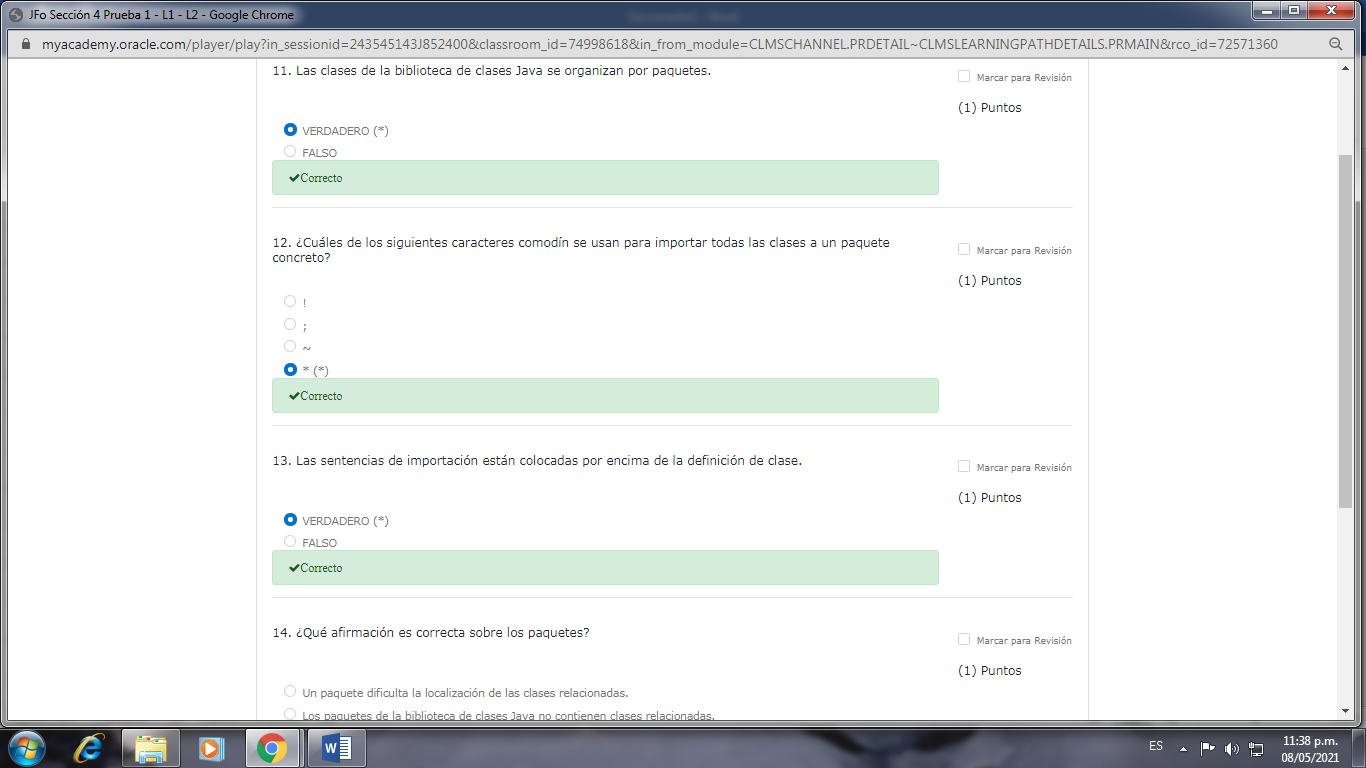 JFo Sección 4 Prueba 1 - L1 - L2 - Google Chrome
myacademy.oracle.com/player/play?in_sessionid=243545143J852400&classroom_id=74998618&in_from_module=CLMSCHANNEL.PRDETAIL~CLMSLEARNINGPATHDETAILS.PRMAIN&rco_id=72571360
11. Las clases de la biblioteca de clases Java se organizan por paquetes.
Marcar para Revisión
(1) Puntos
VERDADERO (*)
FALSO
Correcto
12. ¿Cuáles de los siguientes caracteres comodín se usan para importar todas las clases a un paquete
concreto?
Marcar para Revisión
(1) Puntos
!
;
~
* (*)
Correcto
13. Las sentencias de importación están colocadas por encima de la definición de clase.
Marcar para Revisión
(1) Puntos
VERDADERO (*)
FALSO
Correcto
14. ¿Qué afirmación es correcta sobre los paquetes?
Marcar para Revisión
(1) Puntos
Un paquete dificulta la localización de las clases relacionadas.
Los paquetes de la biblioteca de clases Java no contienen clases relacionadas.
ES
11:38 p.m.
08/05/2021